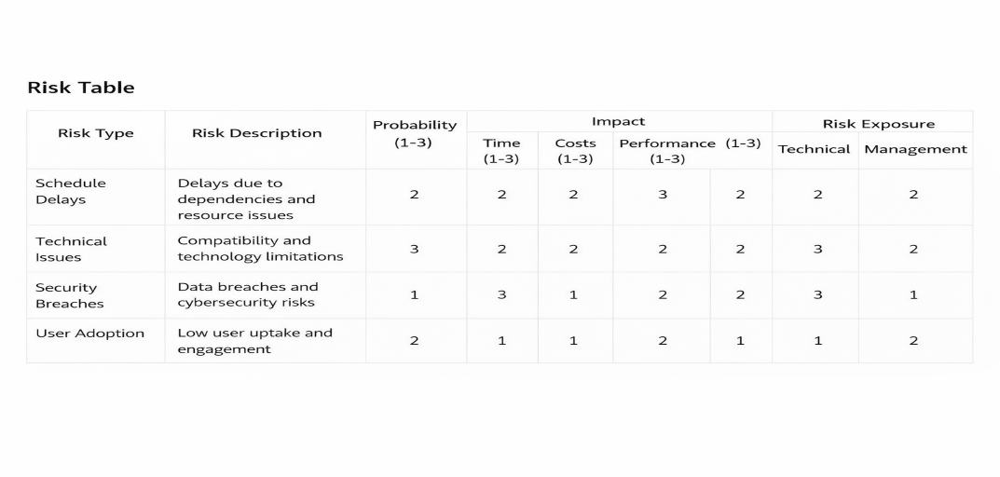 Risk Table
Risk Type Risk Description Probability (1-3) Impact Risk Exposure
Time (1-3) Costs (1-3) Performance (1-3) (1-3) Technical Management
Schedule Delays
Delays due to
dependencies and
resource issues
2 2 2 3 2 2 2
Technical Issues
Compatibility and
technology limitations
3 2 2 2 2 3 2
Security Breaches
Data breaches and
cybersecurity risks
1 3 1 2 2 3 1
User Adoption
Low user uptake and
engagement
2 1 1 2 1 1 2